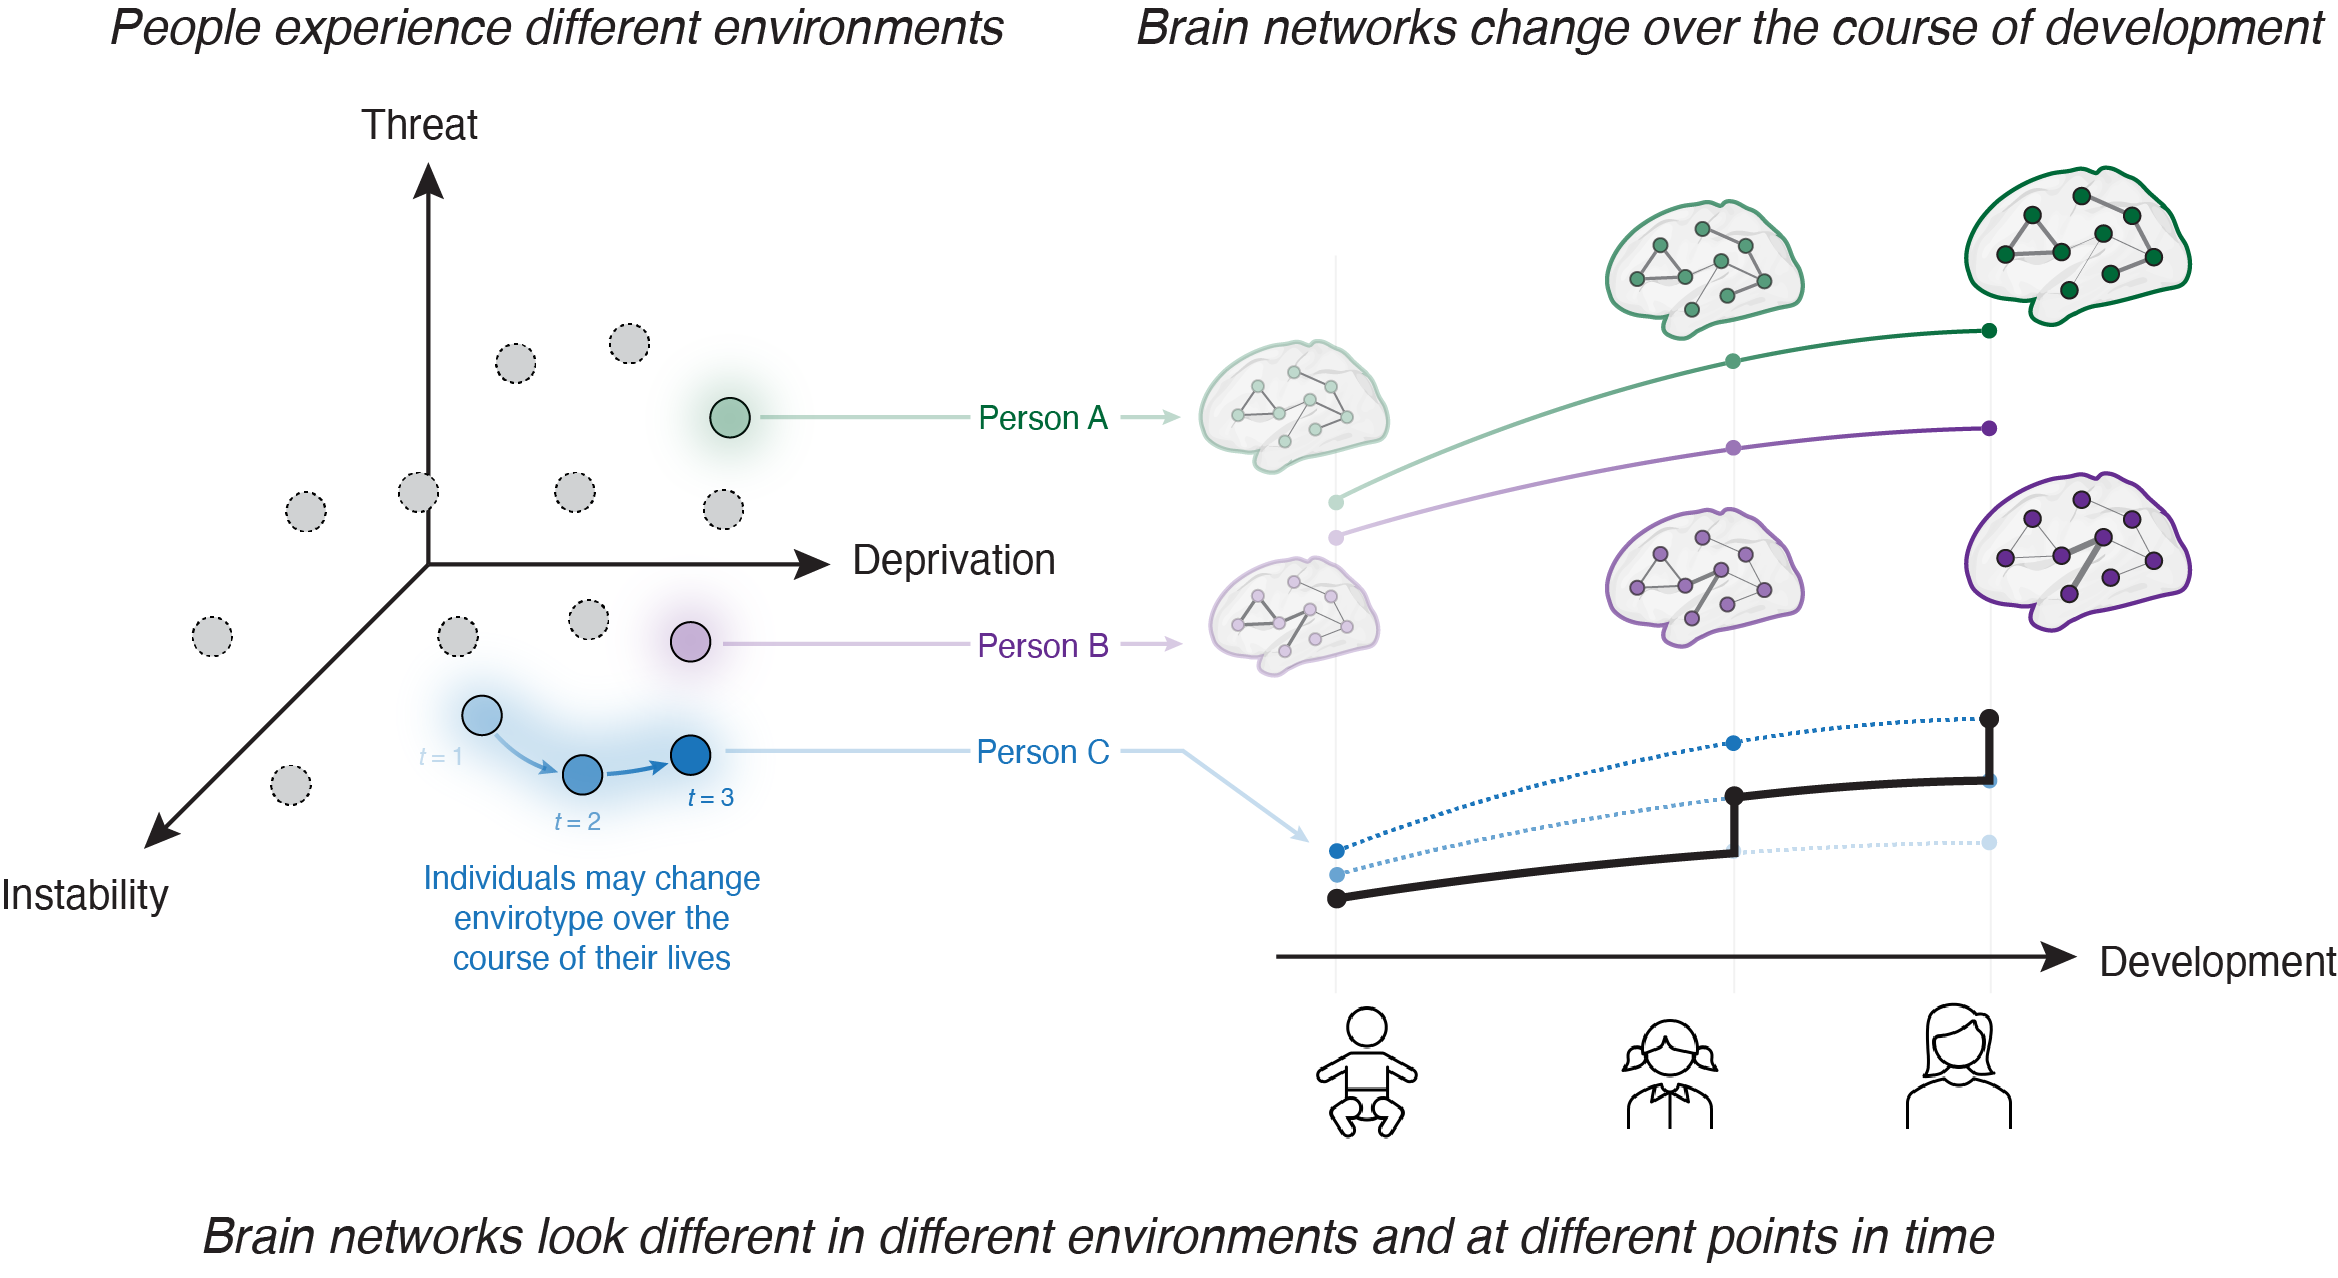 People experience different environments
Brain networks change over the course of development
Threat
Person A
Deprivation
Person B
Person C
t = 1
t = 2
t = 3
Instability
Individuals may change
envirotype over the
course of their lives
Development
Brain networks look different in different environments and at different points in time